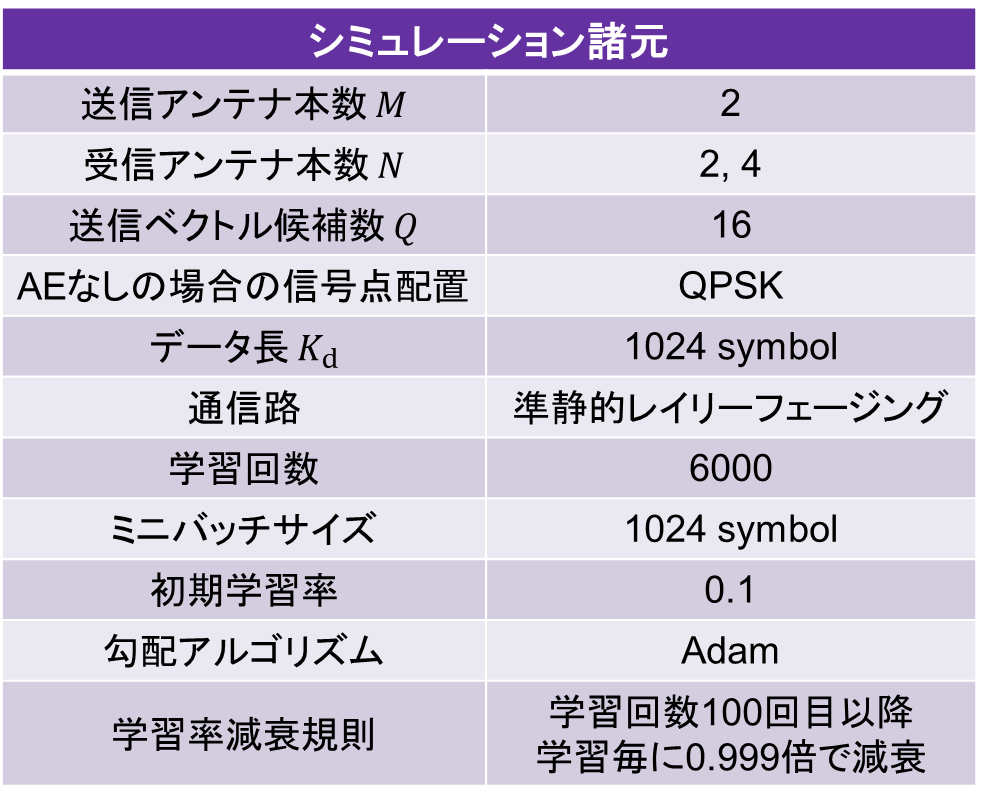 シミュレーション諸元
送信アンテナ本数 M 2
受信アンテナ本数 N 2, 4
送信ベクトル候補数 Q 16
AEなしの場合の信号点配置 QPSK
データ長 K_d 1024 symbol
通信路 準静的レイリーフェージング
学習回数 6000
ミニバッチサイズ 1024 symbol
初期学習率 0.1
勾配アルゴリズム Adam
学習率減衰規則 学習回数100回目以降
学習毎に0.999倍で減衰